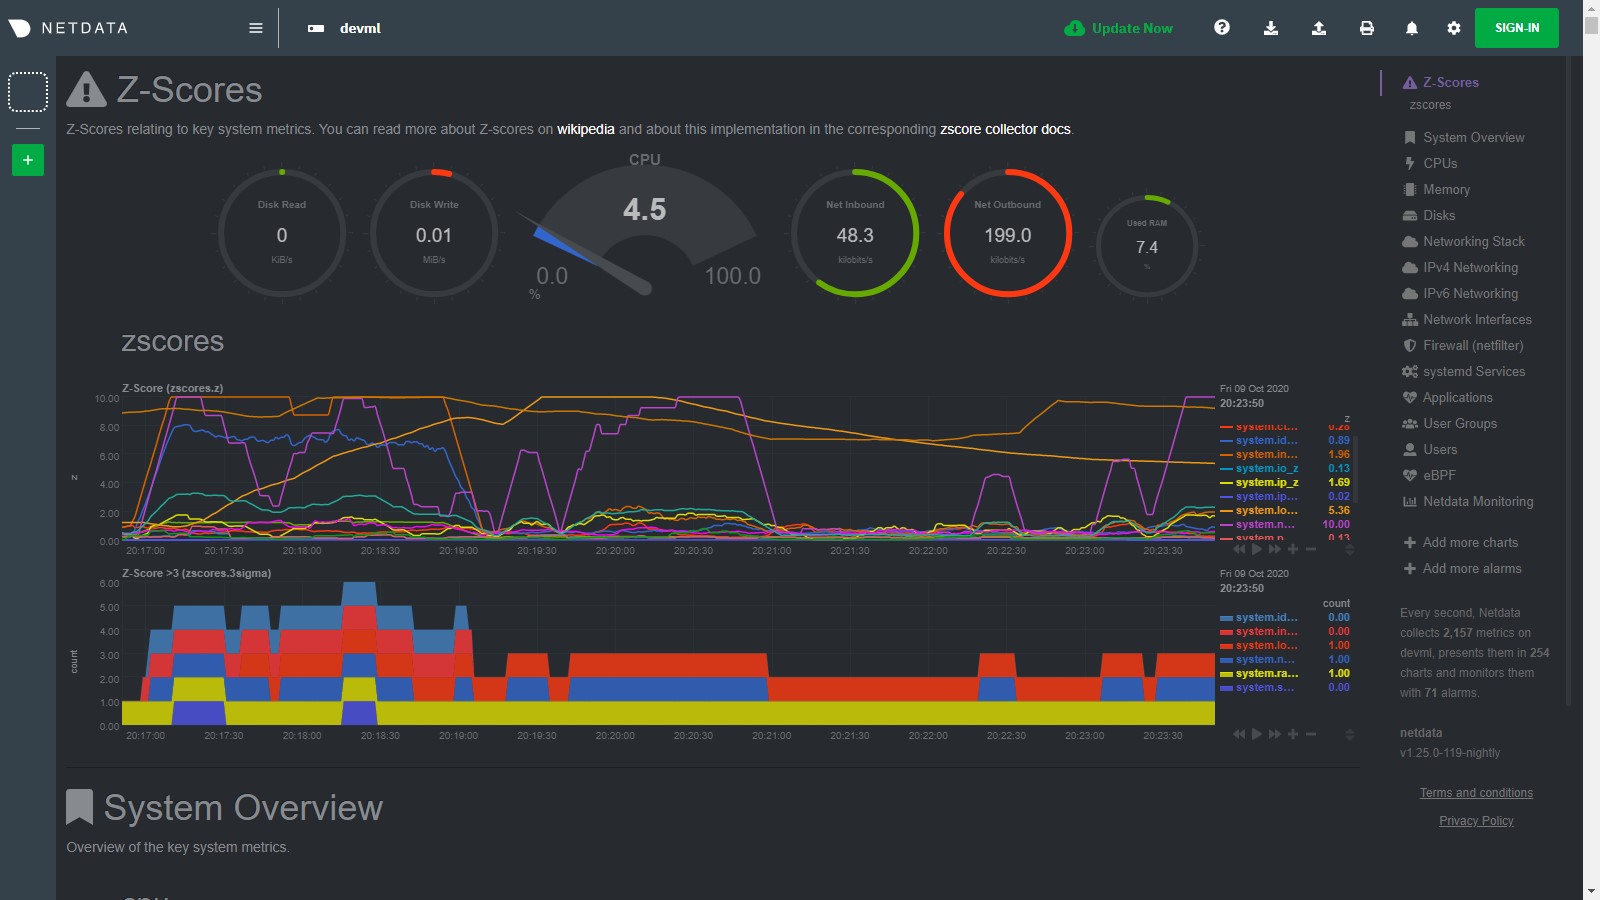 NETDATA
devml
Update Now
SIGN-IN
Z-Scores
Z-Scores relating to key system metrics. You can read more about Z-scores on wikipedia and about this implementation in the corresponding zscore collector docs.
CPU
Disk Read
0
KiB/s
Disk Write
0.01
MiB/s
4.5
0.0
100.0
%
Net Inbound
48.3
kilobits/s
Net Outbound
199.0
kilobits/s
Used RAM
7.4
%
zscores
Z-Score (zscores.z)
10.00
8.00
6.00
4.00
2.00
0.00
z
20:17:00 20:17:30 20:18:00 20:18:30 20:19:00 20:19:30 20:20:00 20:20:30 20:21:00 20:21:30 20:22:00 20:22:30 20:23:00 20:23:30
Fri 09 Oct 2020
20:23:50
z
system.ct... 0.28
system.id... 0.89
system.in... 1.96
system.io_z 0.13
system.ip_z 1.69
system.ip... 0.02
system.lo... 5.36
system.n... 10.00
system.p 0.13
Z-Score >3 (zscores.3sigma)
6.00
5.00
4.00
3.00
2.00
1.00
0.00
count
20:17:00 20:17:30 20:18:00 20:18:30 20:19:00 20:19:30 20:20:00 20:20:30 20:21:00 20:21:30 20:22:00 20:22:30 20:23:00 20:23:30
Fri 09 Oct 2020
20:23:50
count
system.id... 0.00
system.in... 0.00
system.lo... 1.00
system.n... 1.00
system.ra... 1.00
system.s... 0.00
System Overview
Overview of the key system metrics.
Z-Scores
zscores
System Overview
CPUs
Memory
Disks
Networking Stack
IPv4 Networking
IPv6 Networking
Network Interfaces
Firewall (netfilter)
systemd Services
Applications
User Groups
Users
eBPF
Netdata Monitoring
Add more charts
Add more alarms
Every second, Netdata
collects 2,157 metrics on
devml, presents them in 254
charts and monitors them
with 71 alarms.
netdata
v1.25.0-119-nightly
Terms and conditions
Privacy Policy